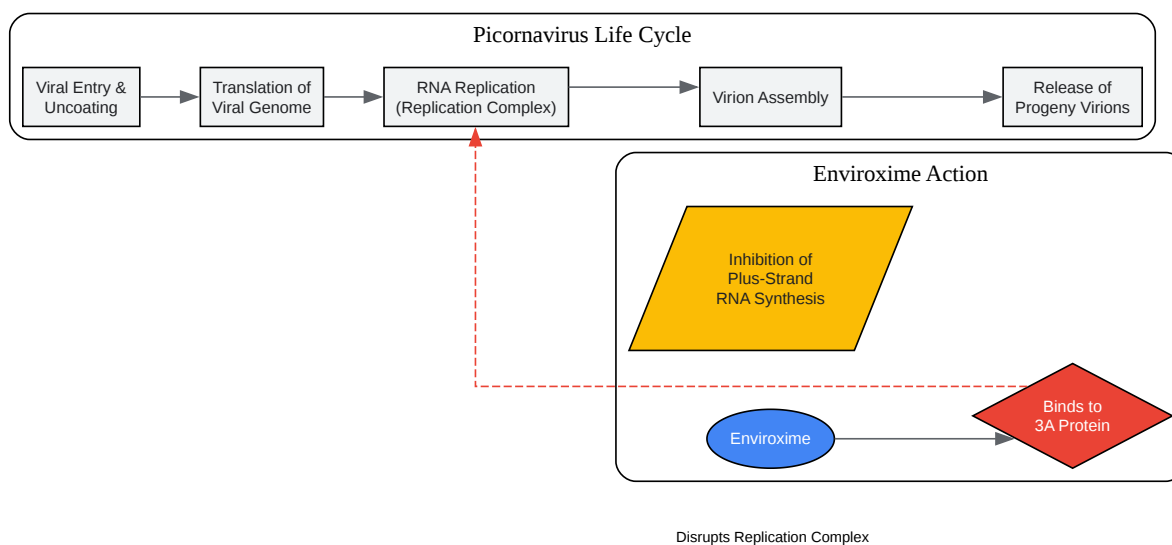 Picornavirus Life Cycle
Viral Entry &
Uncoating
Translation of
Viral Genome
RNA Replication
(Replication Complex)
Virion Assembly
Release of
Progeny Virions
Enviroxime Action
Inhibition of
Plus-Strand
RNA Synthesis
Enviroxime
Binds to
3A Protein
Disrupts Replication Complex